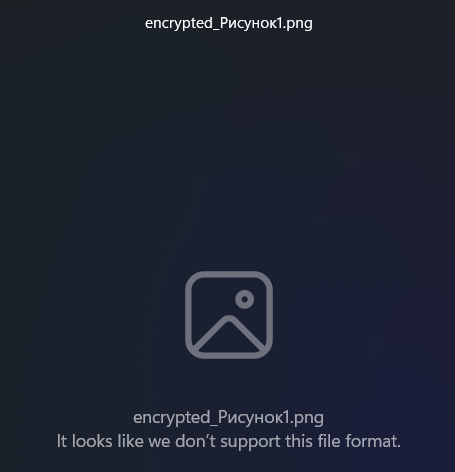 encrypted_Рисунок1.png
encrypted_Рисунок1.png
It looks like we don’t support this file format.